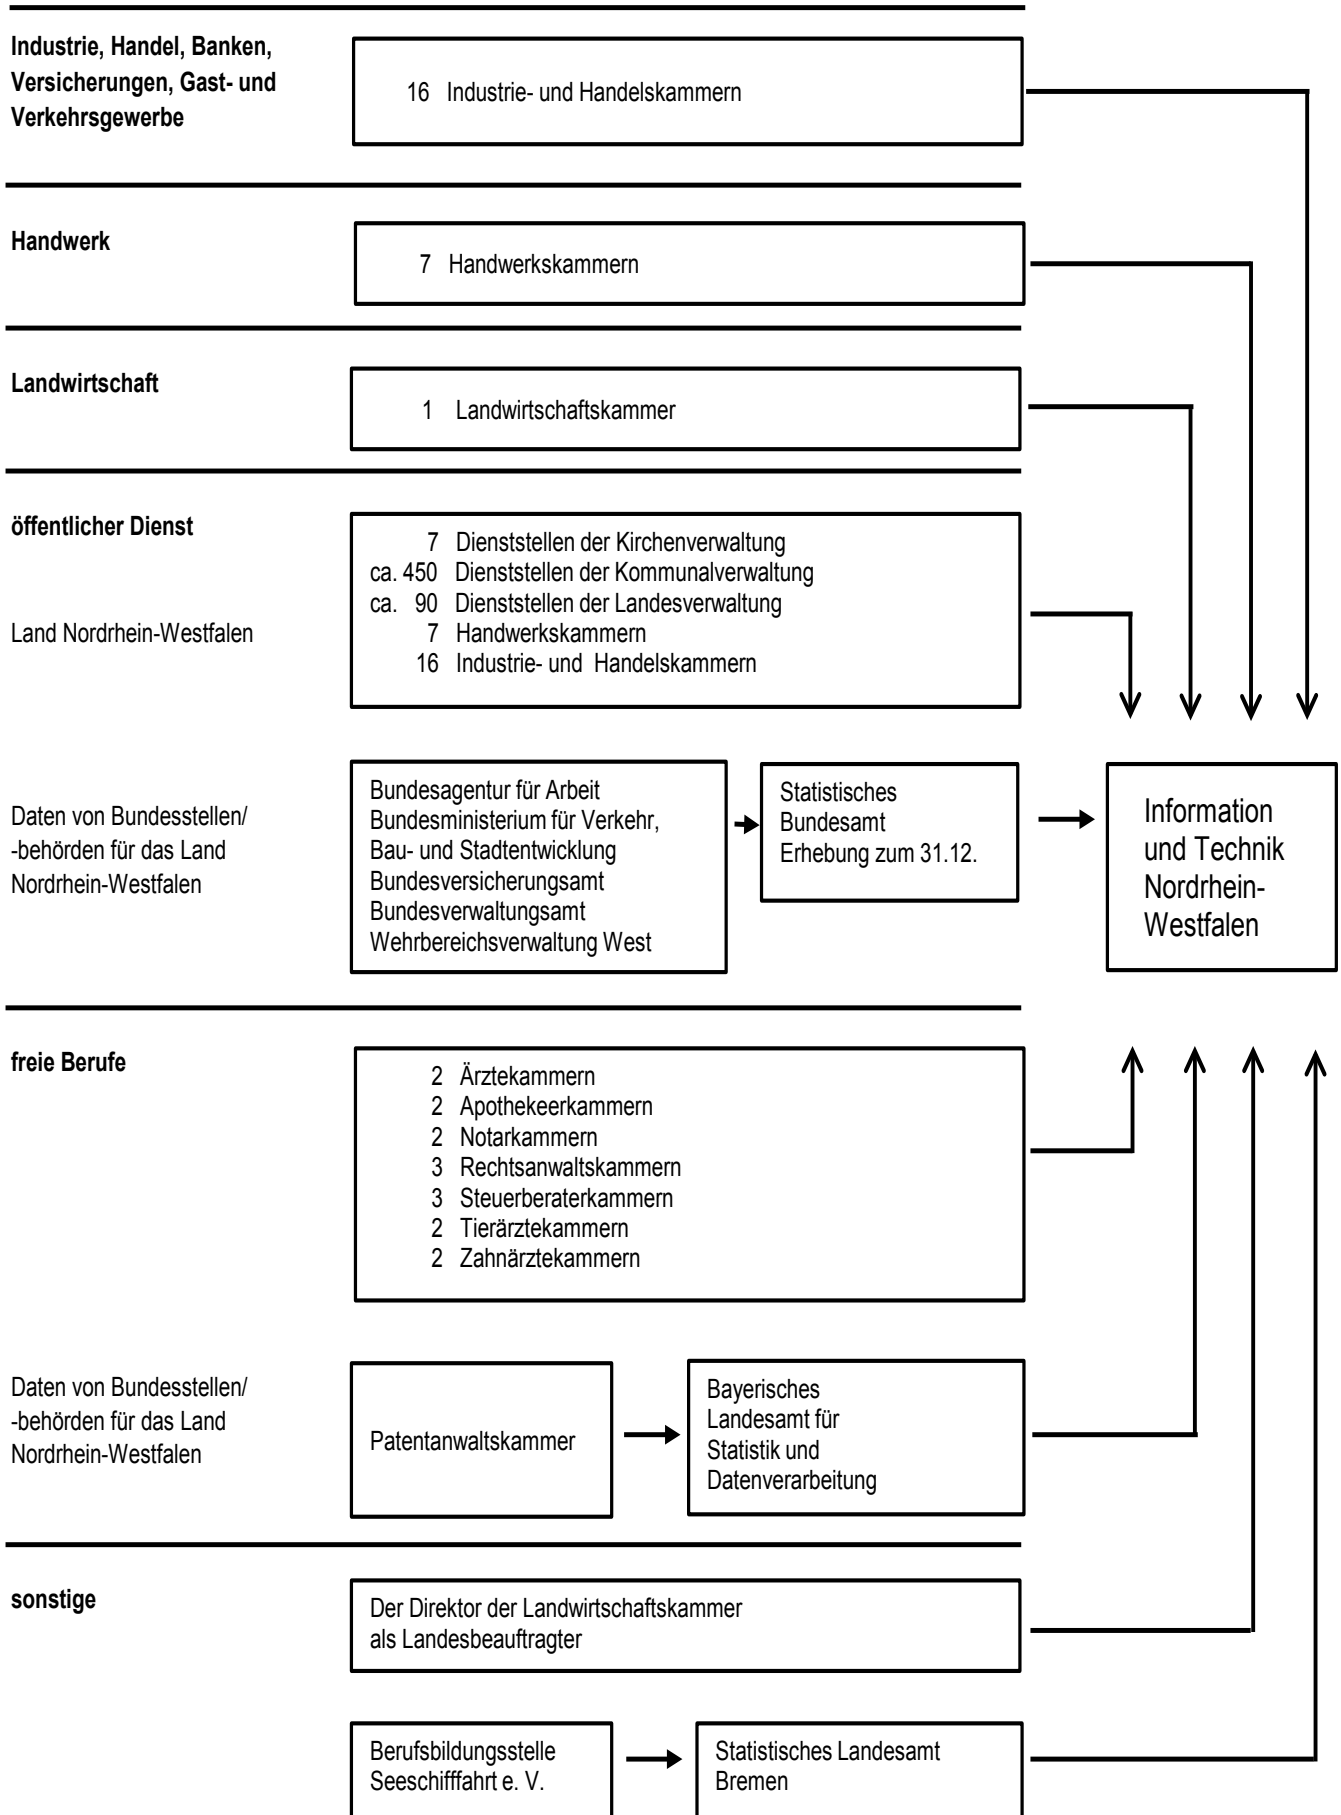 Industrie, Handel, Banken,
Versicherungen, Gast- und
Verkehrsgewerbe
16 Industrie- und Handelskammern
Handwerk
7 Handwerkskammern
Landwirtschaft
1 Landwirtschaftskammer
öffentlicher Dienst
Land Nordrhein-Westfalen
7 Dienststellen der Kirchenverwaltung
ca. 450 Dienststellen der Kommunalverwaltung
ca. 90 Dienststellen der Landesverwaltung
7 Handwerkskammern
16 Industrie- und Handelskammern
Daten von Bundesstellen/
-behörden für das Land
Nordrhein-Westfalen
Bundesagentur für Arbeit
Bundesministerium für Verkehr,
Bau- und Stadtentwicklung
Bundesversicherungsamt
Bundesverwaltungsamt
Wehrbereichsverwaltung West
Statistisches
Bundesamt
Erhebung zum 31.12.
Information
und Technik
Nordrhein-
Westfalen
freie Berufe
2 Ärztekammern
2 Apothekeerkammern
2 Notarkammern
3 Rechtsanwaltskammern
3 Steuerberaterkammern
2 Tierärztekammern
2 Zahnärztekammern
Daten von Bundesstellen/
-behörden für das Land
Nordrhein-Westfalen
Patentanwaltskammer
Bayerisches
Landesamt für
Statistik und
Datenverarbeitung
sonstige
Der Direktor der Landwirtschaftskammer
als Landesbeauftragter
Berufsbildungsstelle
Seeschifffahrt e. V.
Statistisches Landesamt
Bremen